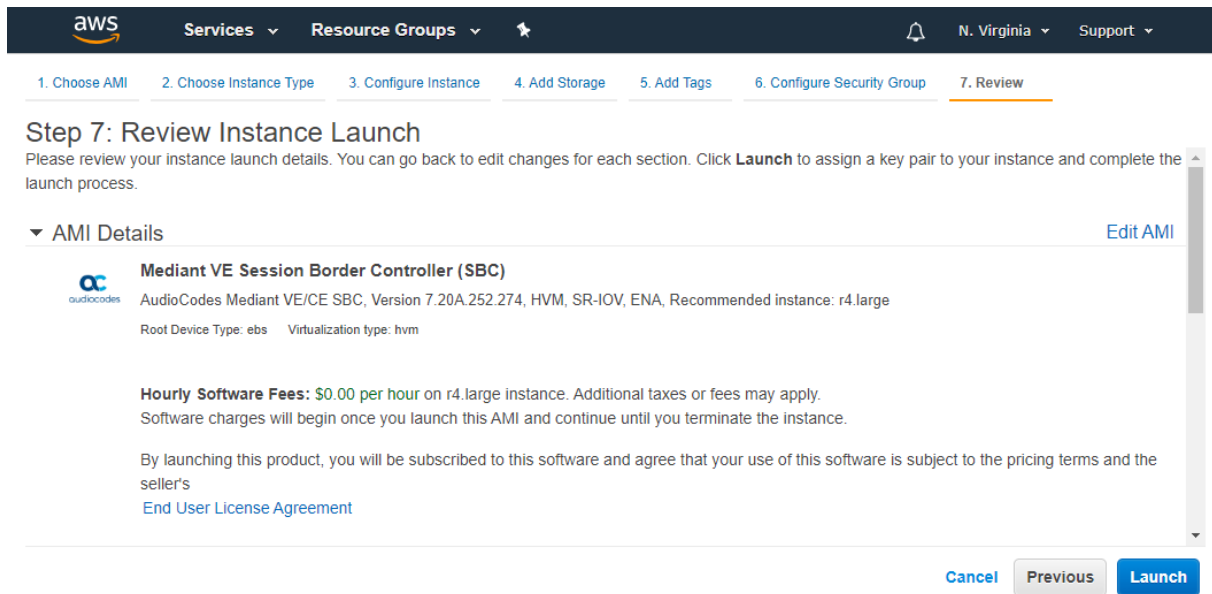 aws Services Resource Groups N. Virginia Support
1. Choose AMI 2. Choose Instance Type 3. Configure Instance 4. Add Storage 5. Add Tags 6. Configure Security Group 7. Review
Step 7: Review Instance Launch
Please review your instance launch details. You can go back to edit changes for each section. Click Launch to assign a key pair to your instance and complete the
launch process.
AMI Details Edit AMI
Mediant VE Session Border Controller (SBC)
audiocodes
AudioCodes Mediant VE/CE SBC, Version 7.20A.252.274, HVM, SR-IOV, ENA, Recommended instance: r4.large
Root Device Type: ebs Virtualization type: hvm
Hourly Software Fees: $0.00 per hour on r4.large instance. Additional taxes or fees may apply.
Software charges will begin once you launch this AMI and continue until you terminate the instance.
By launching this product, you will be subscribed to this software and agree that your use of this software is subject to the pricing terms and the
seller's
End User License Agreement
Cancel Previous Launch